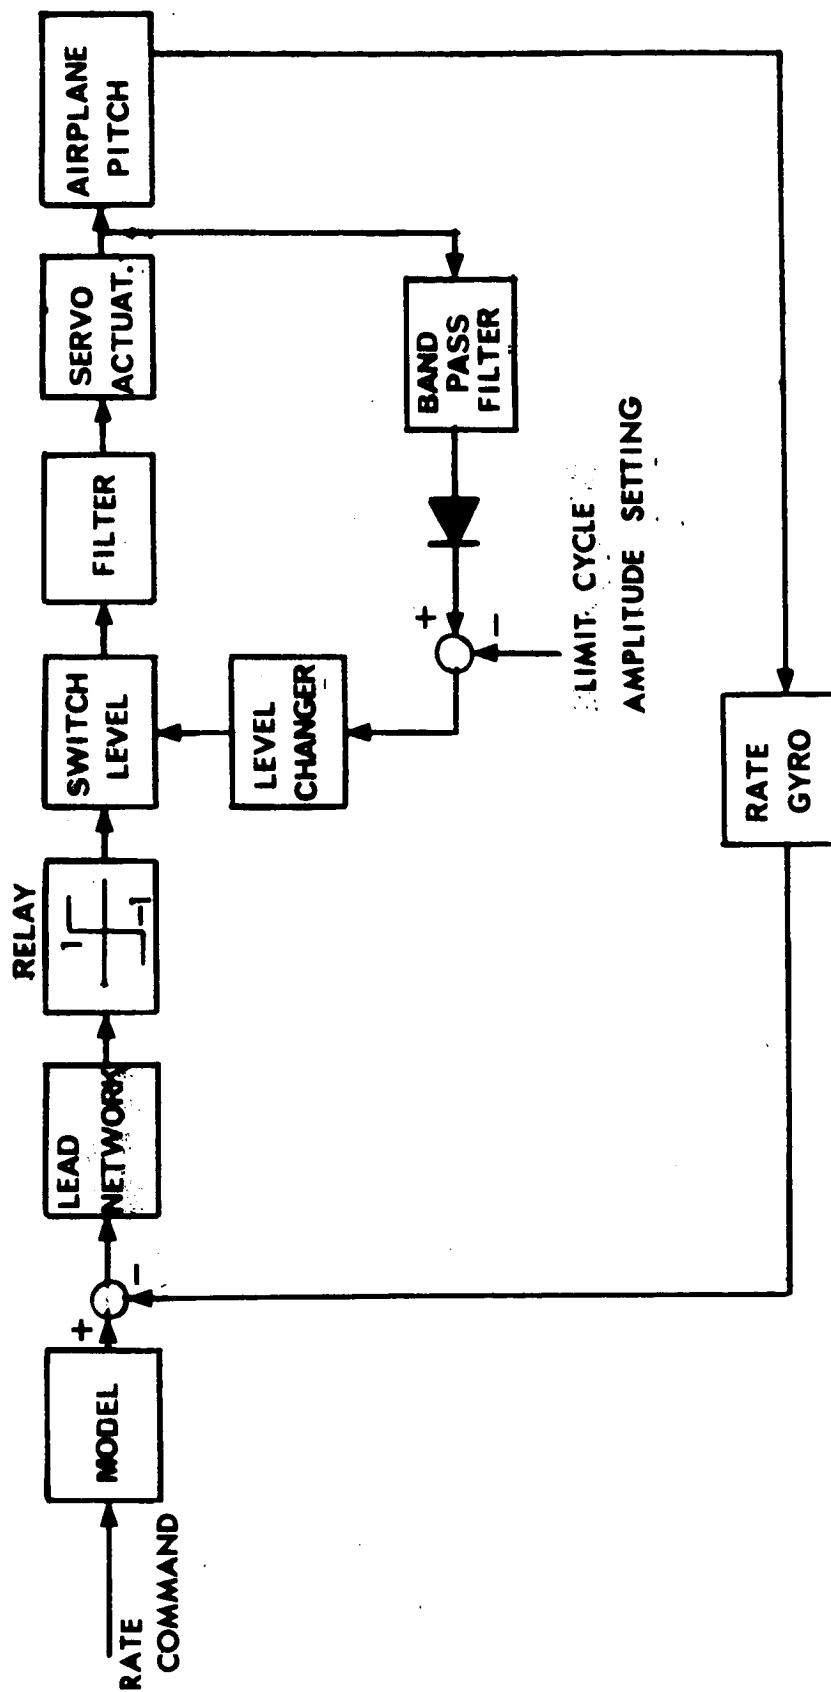 RATE
COMMAND
MODEL
+
−
LEAD
NETWORK
RELAY
1
−1
SWITCH
LEVEL
FILTER
SERVO
ACTUAT.
AIRPLANE
PITCH
LEVEL
CHANGER
+
−
BAND
PASS
FILTER
LIMIT CYCLE
AMPLITUDE SETTING
RATE
GYRO